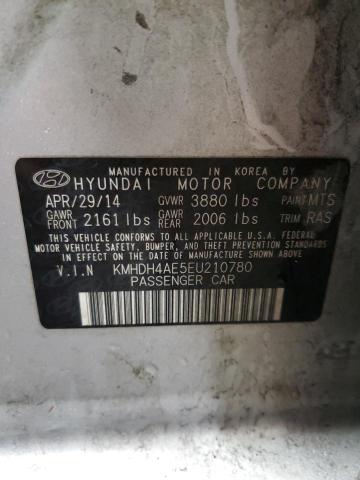 MANUFACTURED IN KOREA BY
HYUNDAI MOTOR COMPANY
APR/29/14 GVWR 3880 lbs PAINT MTS
GAWR FRONT 2161 lbs GAWR REAR 2006 lbs TRIM RAS
THIS VEHICLE CONFORMS TO ALL APPLICABLE U.S.A. FEDERAL
MOTOR VEHICLE SAFETY, BUMPER, AND THEFT PREVENTION STANDARDS
IN EFFECT ON THE DATE OF MANUFACTURE SHOWN ABOVE.
V.I.N KMHDH4AE5EU210780
PASSENGER CAR